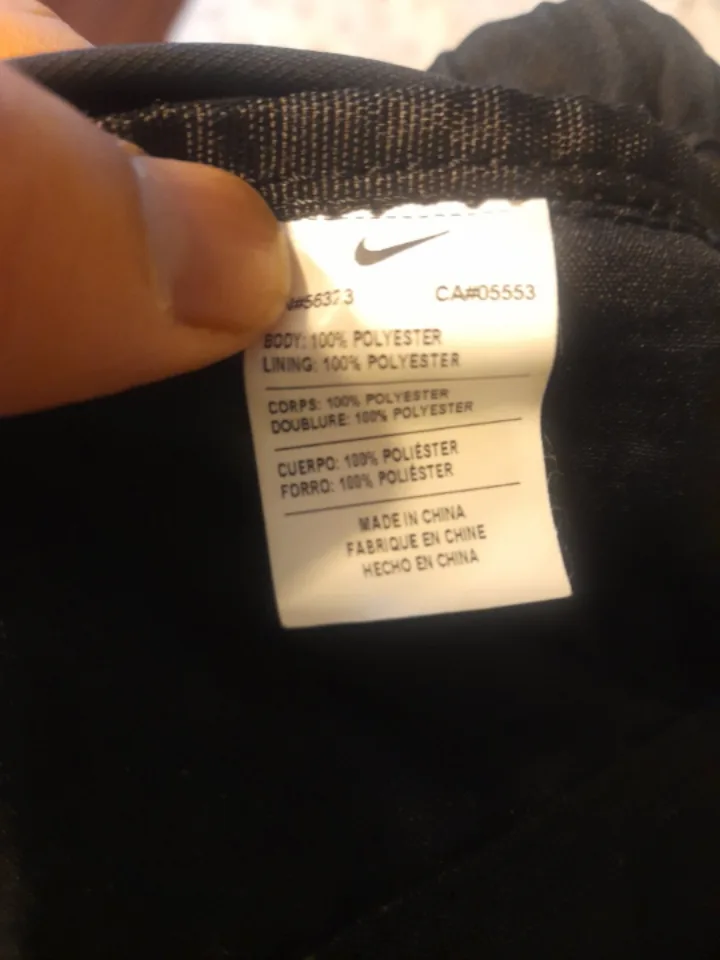 #56323 CA#05553
BODY: 100% POLYESTER
LINING: 100% POLYESTER
CORPS: 100% POLYESTER
DOUBLURE: 100% POLYESTER
CUERPO: 100% POLIÉSTER
FORRO: 100% POLIÉSTER
MADE IN CHINA
FABRIQUE EN CHINE
HECHO EN CHINA